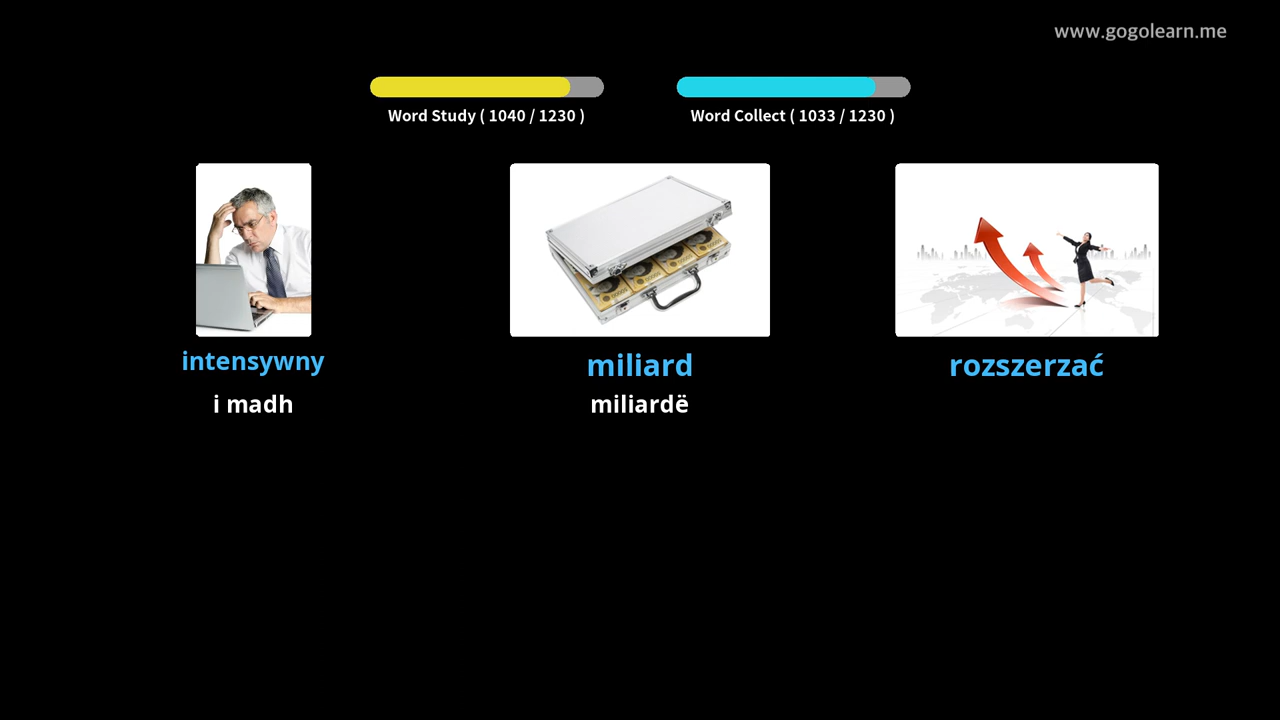 www.gogolearn.me
Word Study ( 1040 / 1230 )
Word Collect ( 1033 / 1230 )
intensywny
miliard
rozszerzać
i madh
miliardë